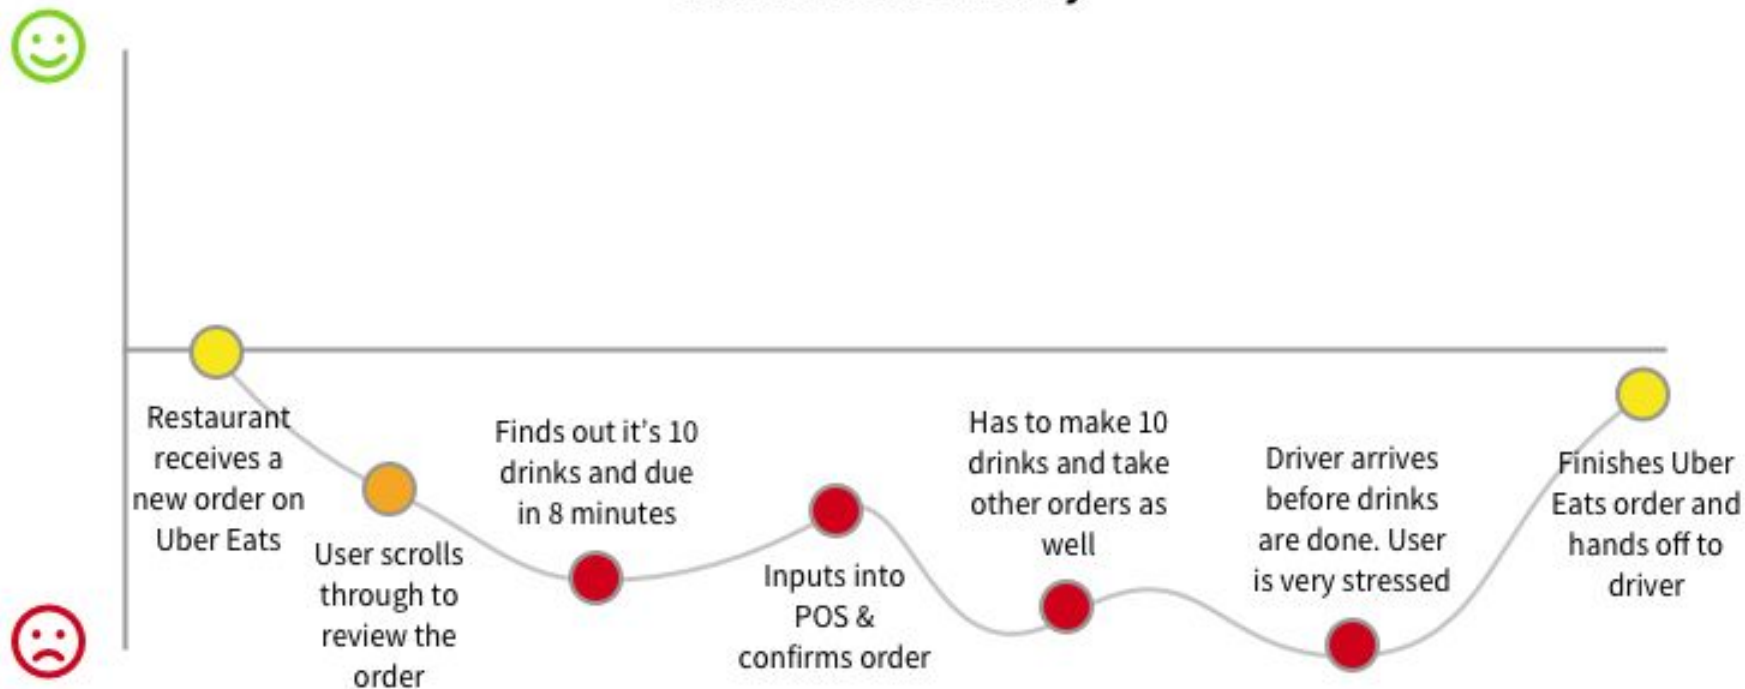 Restaurant
receives a
new order on
Uber Eats
User scrolls
through to
review the
order
Finds out it's 10
drinks and due
in 8 minutes
Inputs into
POS &
confirms order
Has to make 10
drinks and take
other orders as
well
Driver arrives
before drinks
are done. User
is very stressed
Finishes Uber
Eats order and
hands off to
driver